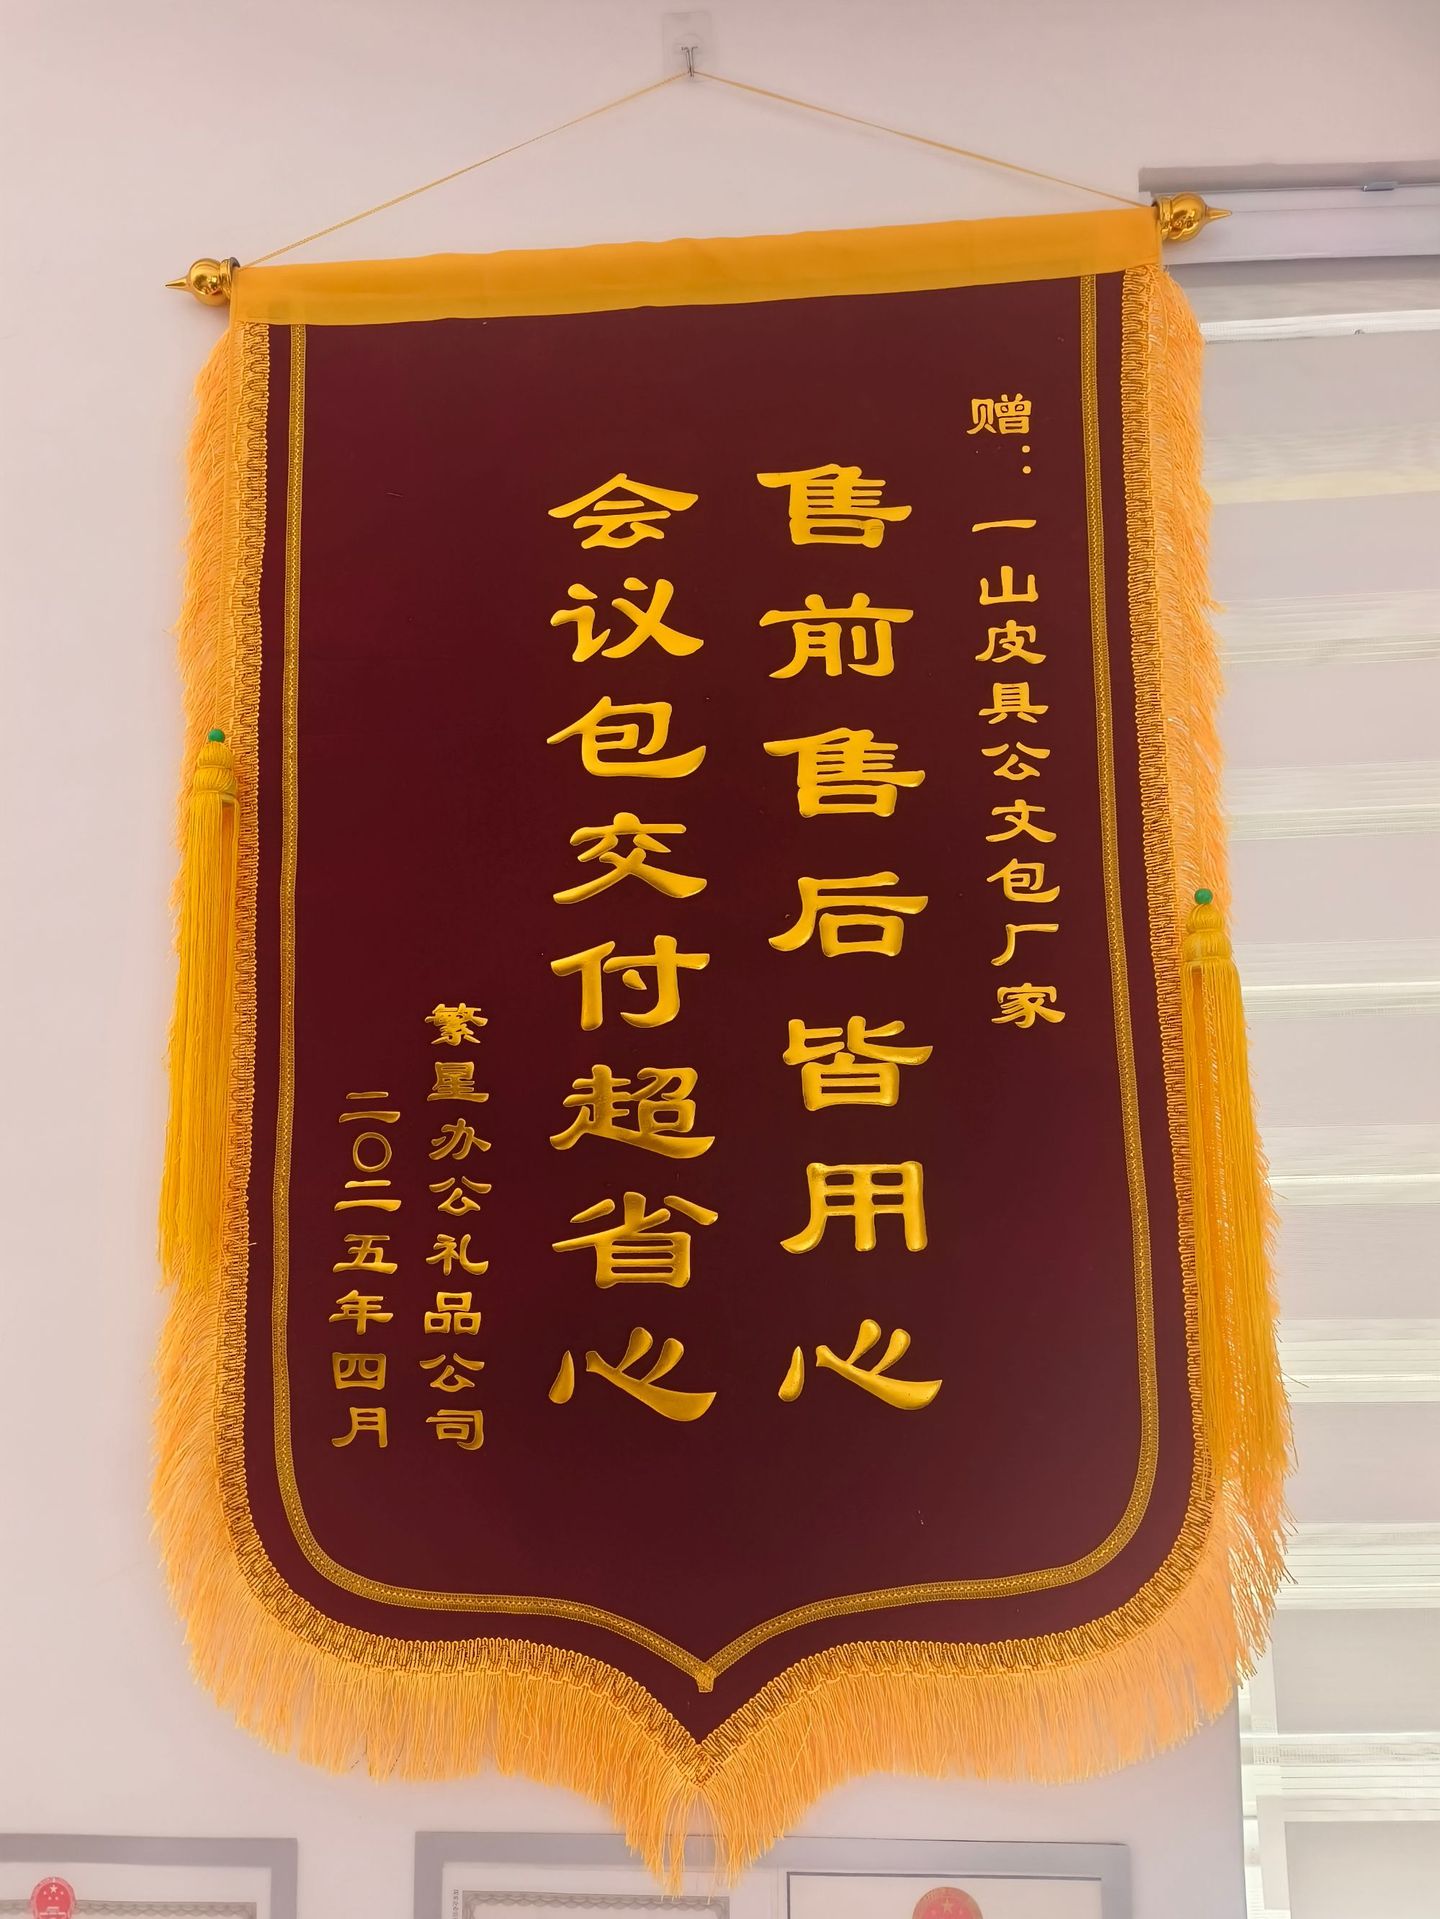 赠：一山皮具公文包厂家
售前售后皆用心
会议包交付超省心
繁星办公礼品公司
二〇二五年四月